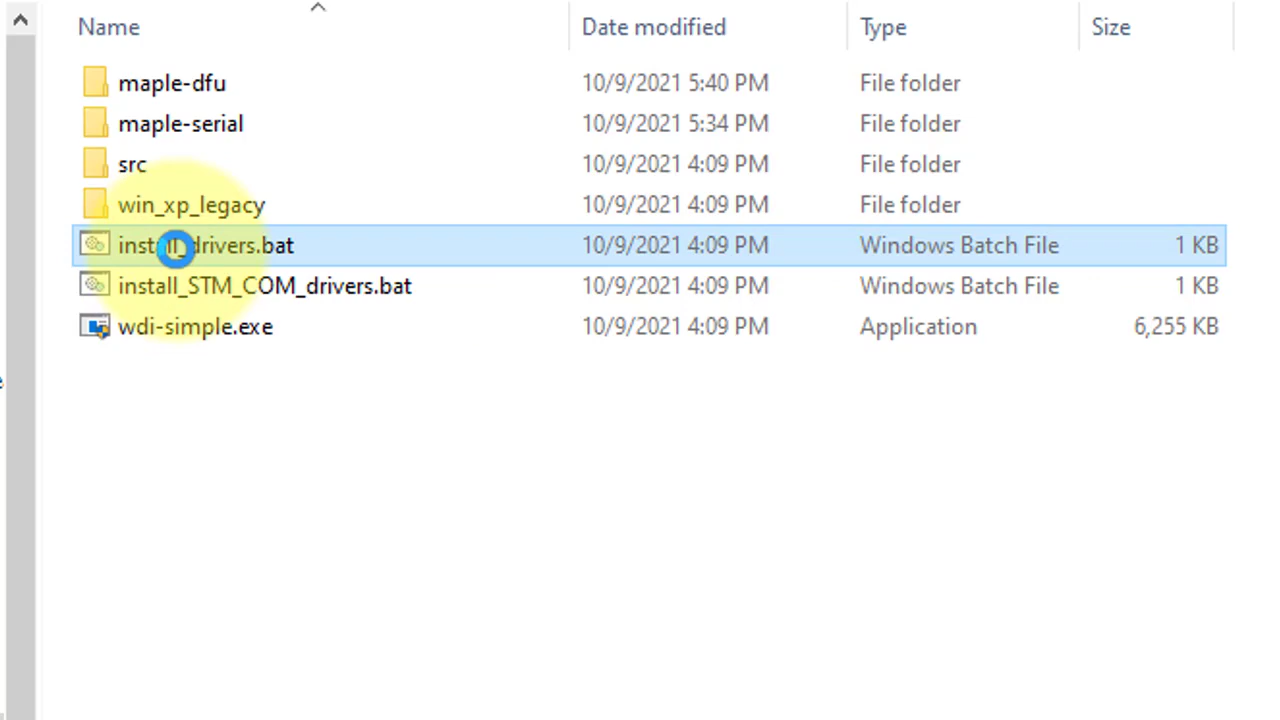 Name Date modified Type Size
maple-dfu 10/9/2021 5:40 PM File folder
maple-serial 10/9/2021 5:34 PM File folder
src 10/9/2021 4:09 PM File folder
win_xp_legacy 10/9/2021 4:09 PM File folder
install_drivers.bat 10/9/2021 4:09 PM Windows Batch File 1 KB
install_STM_COM_drivers.bat 10/9/2021 4:09 PM Windows Batch File 1 KB
wdi-simple.exe 10/9/2021 4:09 PM Application 6,255 KB